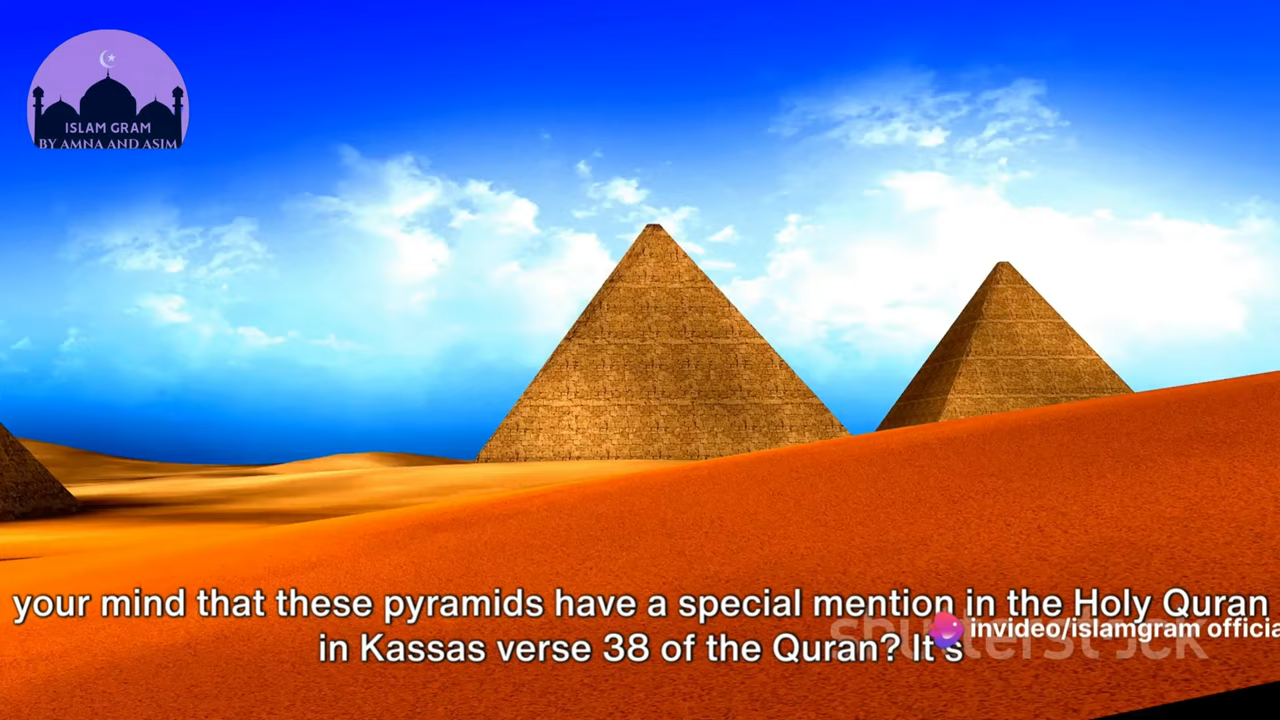 ISLAM GRAM
BY AMNA AND ASIM
your mind that these pyramids have a special mention in the Holy Quran
in Kassas verse 38 of the Quran? It's
invideo/islamgram officia
shutterstock